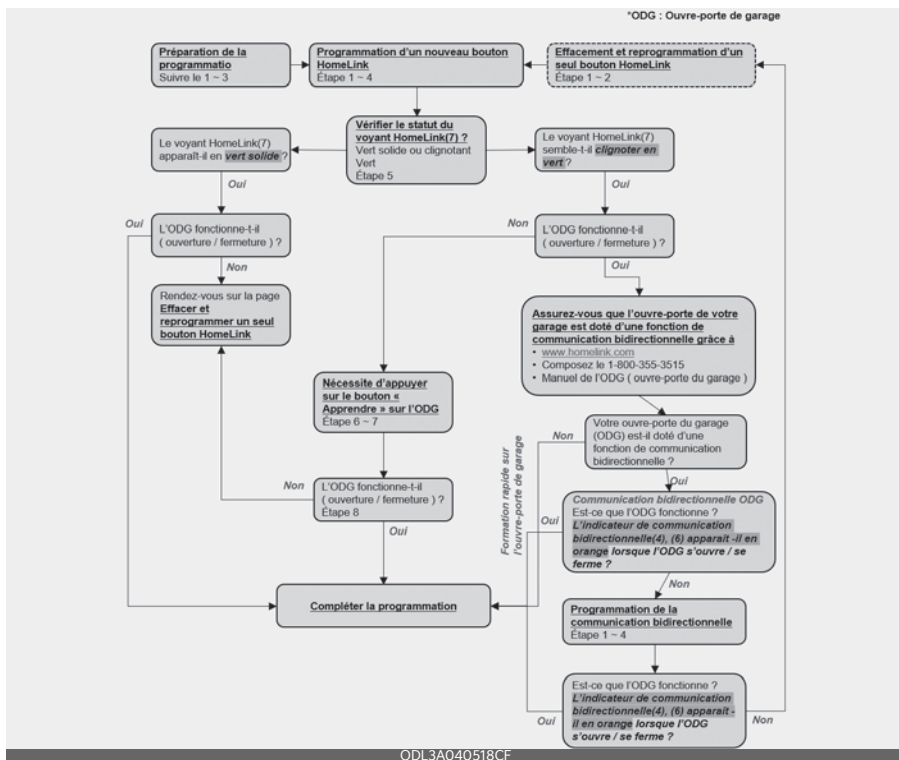 *ODG : Ouvre-porte de garage
Préparation de la
programmatio
Suivre le 1 ~ 3
Programmation d'un nouveau bouton
HomeLink
Étape 1 ~ 4
Effacement et reprogrammation d'un
seul bouton HomeLink
Étape 1 ~ 2
Vérifier le statut du
voyant HomeLink(7) ?
Vert solide ou clignotant
Vert
Étape 5
Le voyant HomeLink(7)
apparaît-il en vert solide ?
Le voyant HomeLink(7)
semble-t-il clignoter en
vert ?
Oui
Oui
Oui
L'ODG fonctionne-t-il
( ouverture / fermeture ) ?
Non
L'ODG fonctionne-t-il
( ouverture / fermeture ) ?
Non
Oui
Rendez-vous sur la page
Effacer et
reprogrammer un seul
bouton HomeLink
Assurez-vous que l'ouvre-porte de votre
garage est doté d'une fonction de
communication bidirectionnelle grâce à
• www.homelink.com
• Composez le 1-800-355-3515
• Manuel de l'ODG ( ouvre-porte du garage )
Nécessite d'appuyer
sur le bouton «
Apprendre » sur l'ODG
Étape 6 ~ 7
Non
Votre ouvre-porte du garage
(ODG) est-il doté d'une
fonction de communication
bidirectionnelle ?
Formation rapide sur
l'ouvre-porte de garage
Oui
Non
L'ODG fonctionne-t-il
( ouverture / fermeture ) ?
Étape 8
Oui
Oui
Communication bidirectionnelle ODG
Est-ce que l'ODG fonctionne ?
L'indicateur de communication
bidirectionnelle(4), (6) apparaît -il en
orange lorsque l'ODG s'ouvre / se
ferme ?
Non
Compléter la programmation
Programmation de la
communication bidirectionnelle
Étape 1 ~ 4
Est-ce que l'ODG fonctionne ?
L'indicateur de communication
bidirectionnelle(4), (6) apparaît -
il en orange lorsque l'ODG
s'ouvre / se ferme ?
Oui
Non
ODL3A040518CF